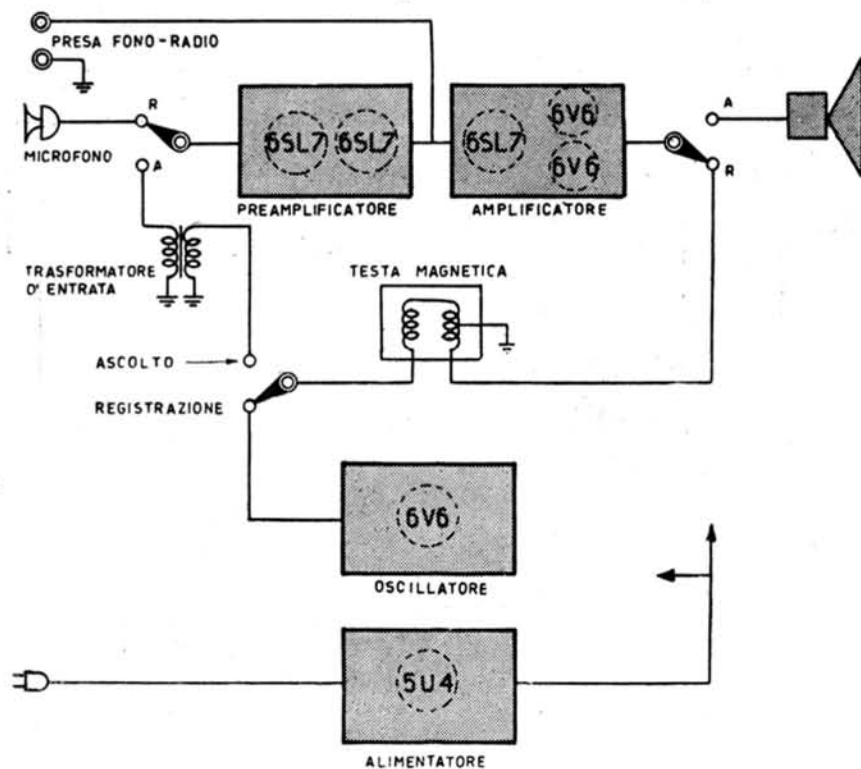 PRESA FONO-RADIO
R
A
MICROFONO
A
R
6SL7 6SL7
PREAMPLIFICATORE
6SL7
6V6
6V6
AMPLIFICATORE
TRASFORMATORE
D'ENTRATA
TESTA MAGNETICA
ASCOLTO
REGISTRAZIONE
6V6
OSCILLATORE
5U4
ALIMENTATORE